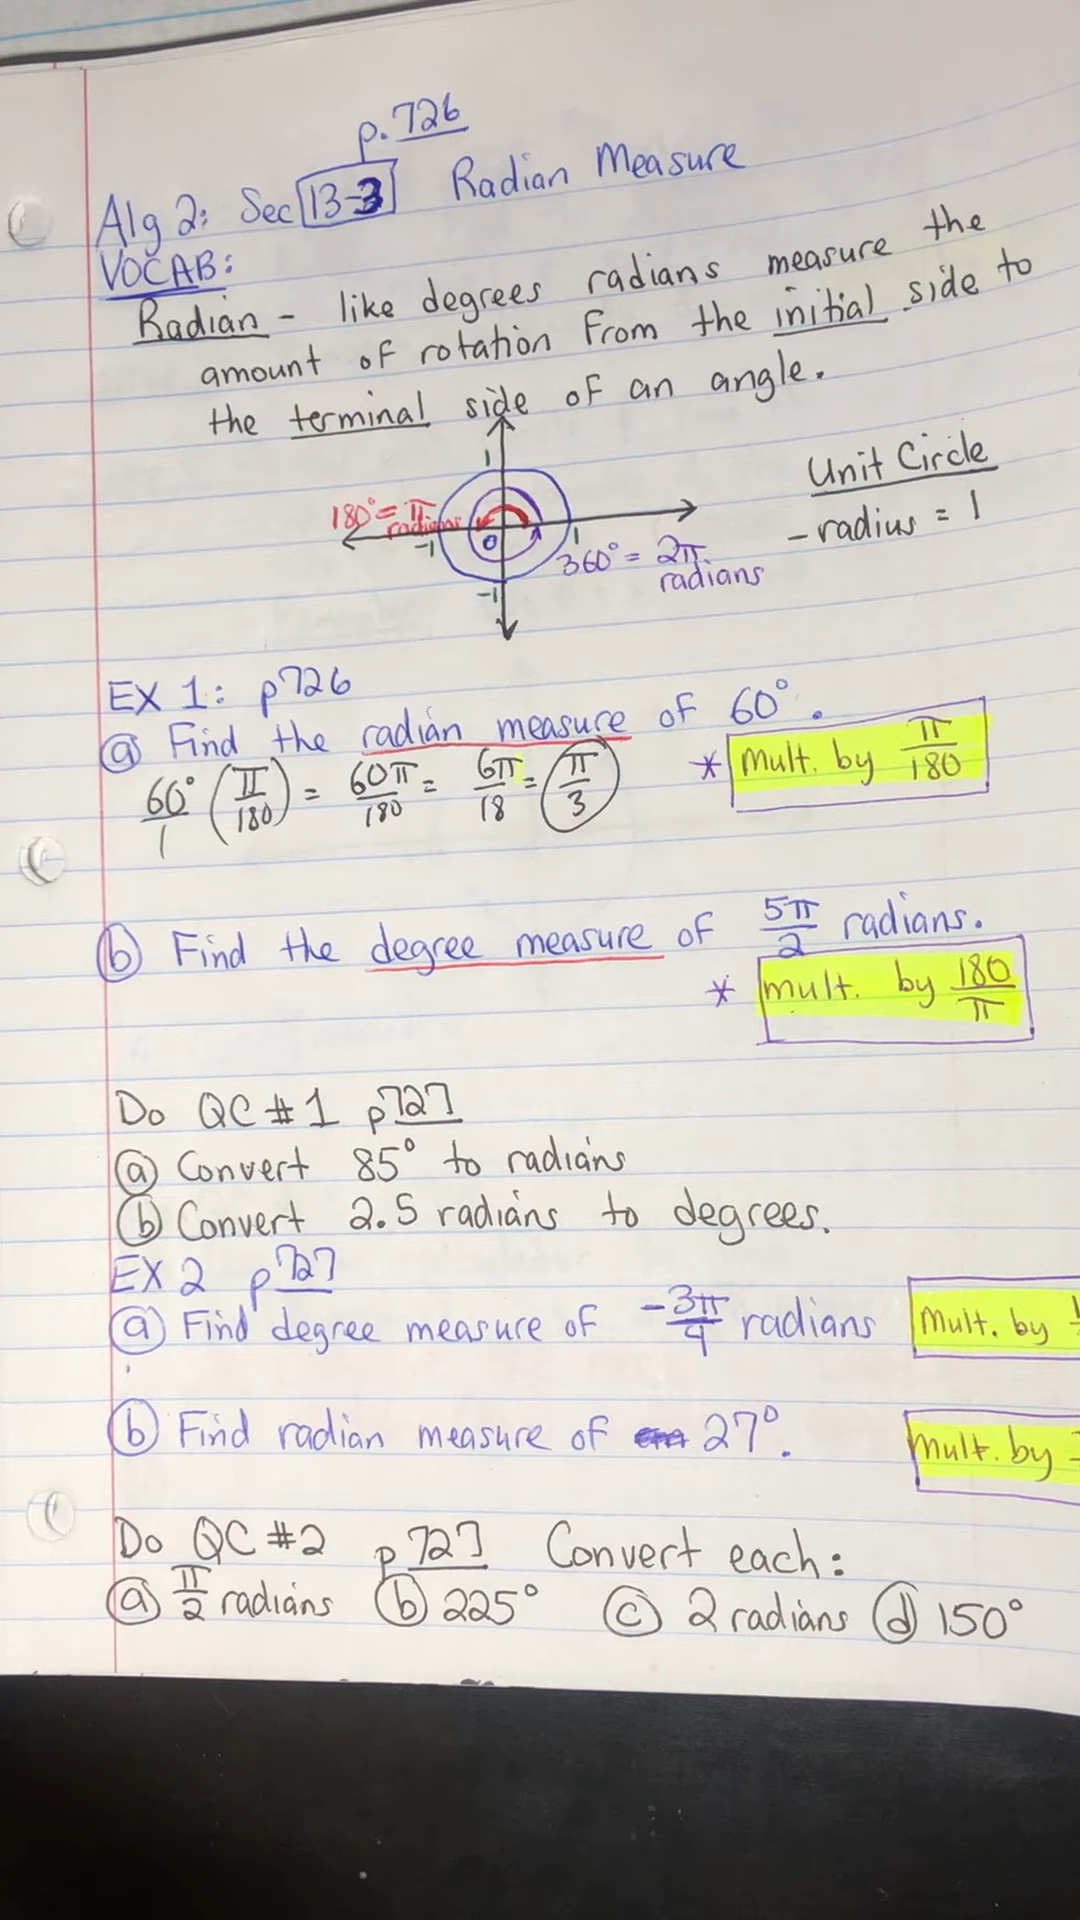 p. 726
Alg 2: Sec 13-3 Radian Measure
VOCAB:
Radian - like degrees radians measure the
amount of rotation from the initial side to
the terminal side of an angle.
Unit Circle
- radius = 1
1
180° = π
radians
-1
0
1
360° = 2π
radians
-1
EX 1: p726
(a) Find the radian measure of 60°.
* mult. by π/180
60°/1 (π/180) = 60π/180 = 6π/18 = π/3
(b) Find the degree measure of 5π/2 radians.
* mult. by 180/π
Do QC #1 p727
(a) Convert 85° to radians
(b) Convert 2.5 radians to degrees.
EX 2 p727
(a) Find degree measure of -3π/4 radians
Mult. by
(b) Find radian measure of 27°.
Mult. by
Do QC #2 p727 Convert each:
(a) π/2 radians (b) 225° (c) 2 radians (d) 150°